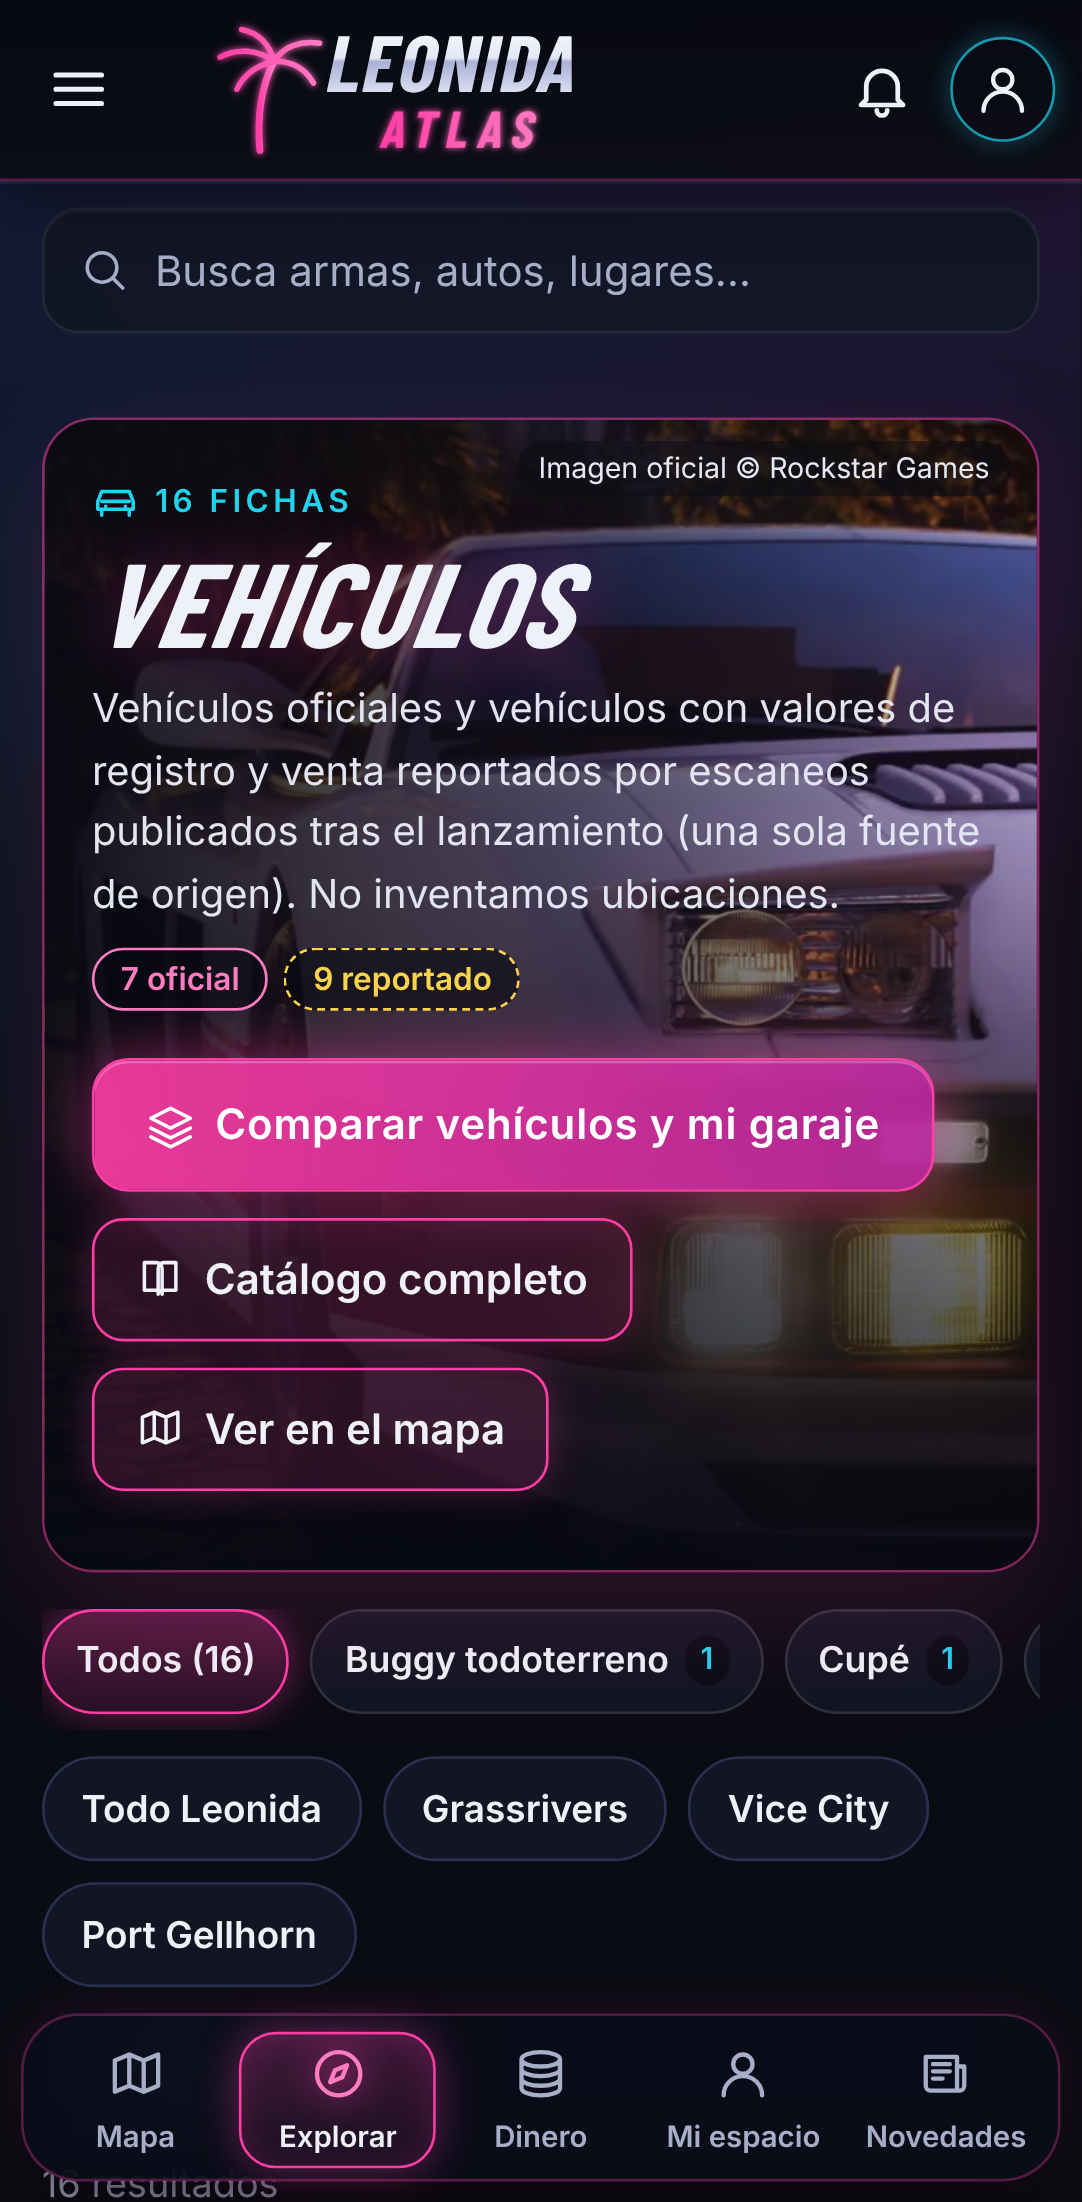 LEONIDA
ATLAS
Busca armas, autos, lugares...
Imagen oficial © Rockstar Games
16 FICHAS
VEHÍCULOS
Vehículos oficiales y vehículos con valores de
registro y venta reportados por escaneos
publicados tras el lanzamiento (una sola fuente
de origen). No inventamos ubicaciones.
7 oficial
9 reportado
Comparar vehículos y mi garaje
Catálogo completo
Ver en el mapa
Todos (16)
Buggy todoterreno 1
Cupé 1
Todo Leonida
Grassrivers
Vice City
Port Gellhorn
Mapa
Explorar
Dinero
Mi espacio
Novedades
16 resultados